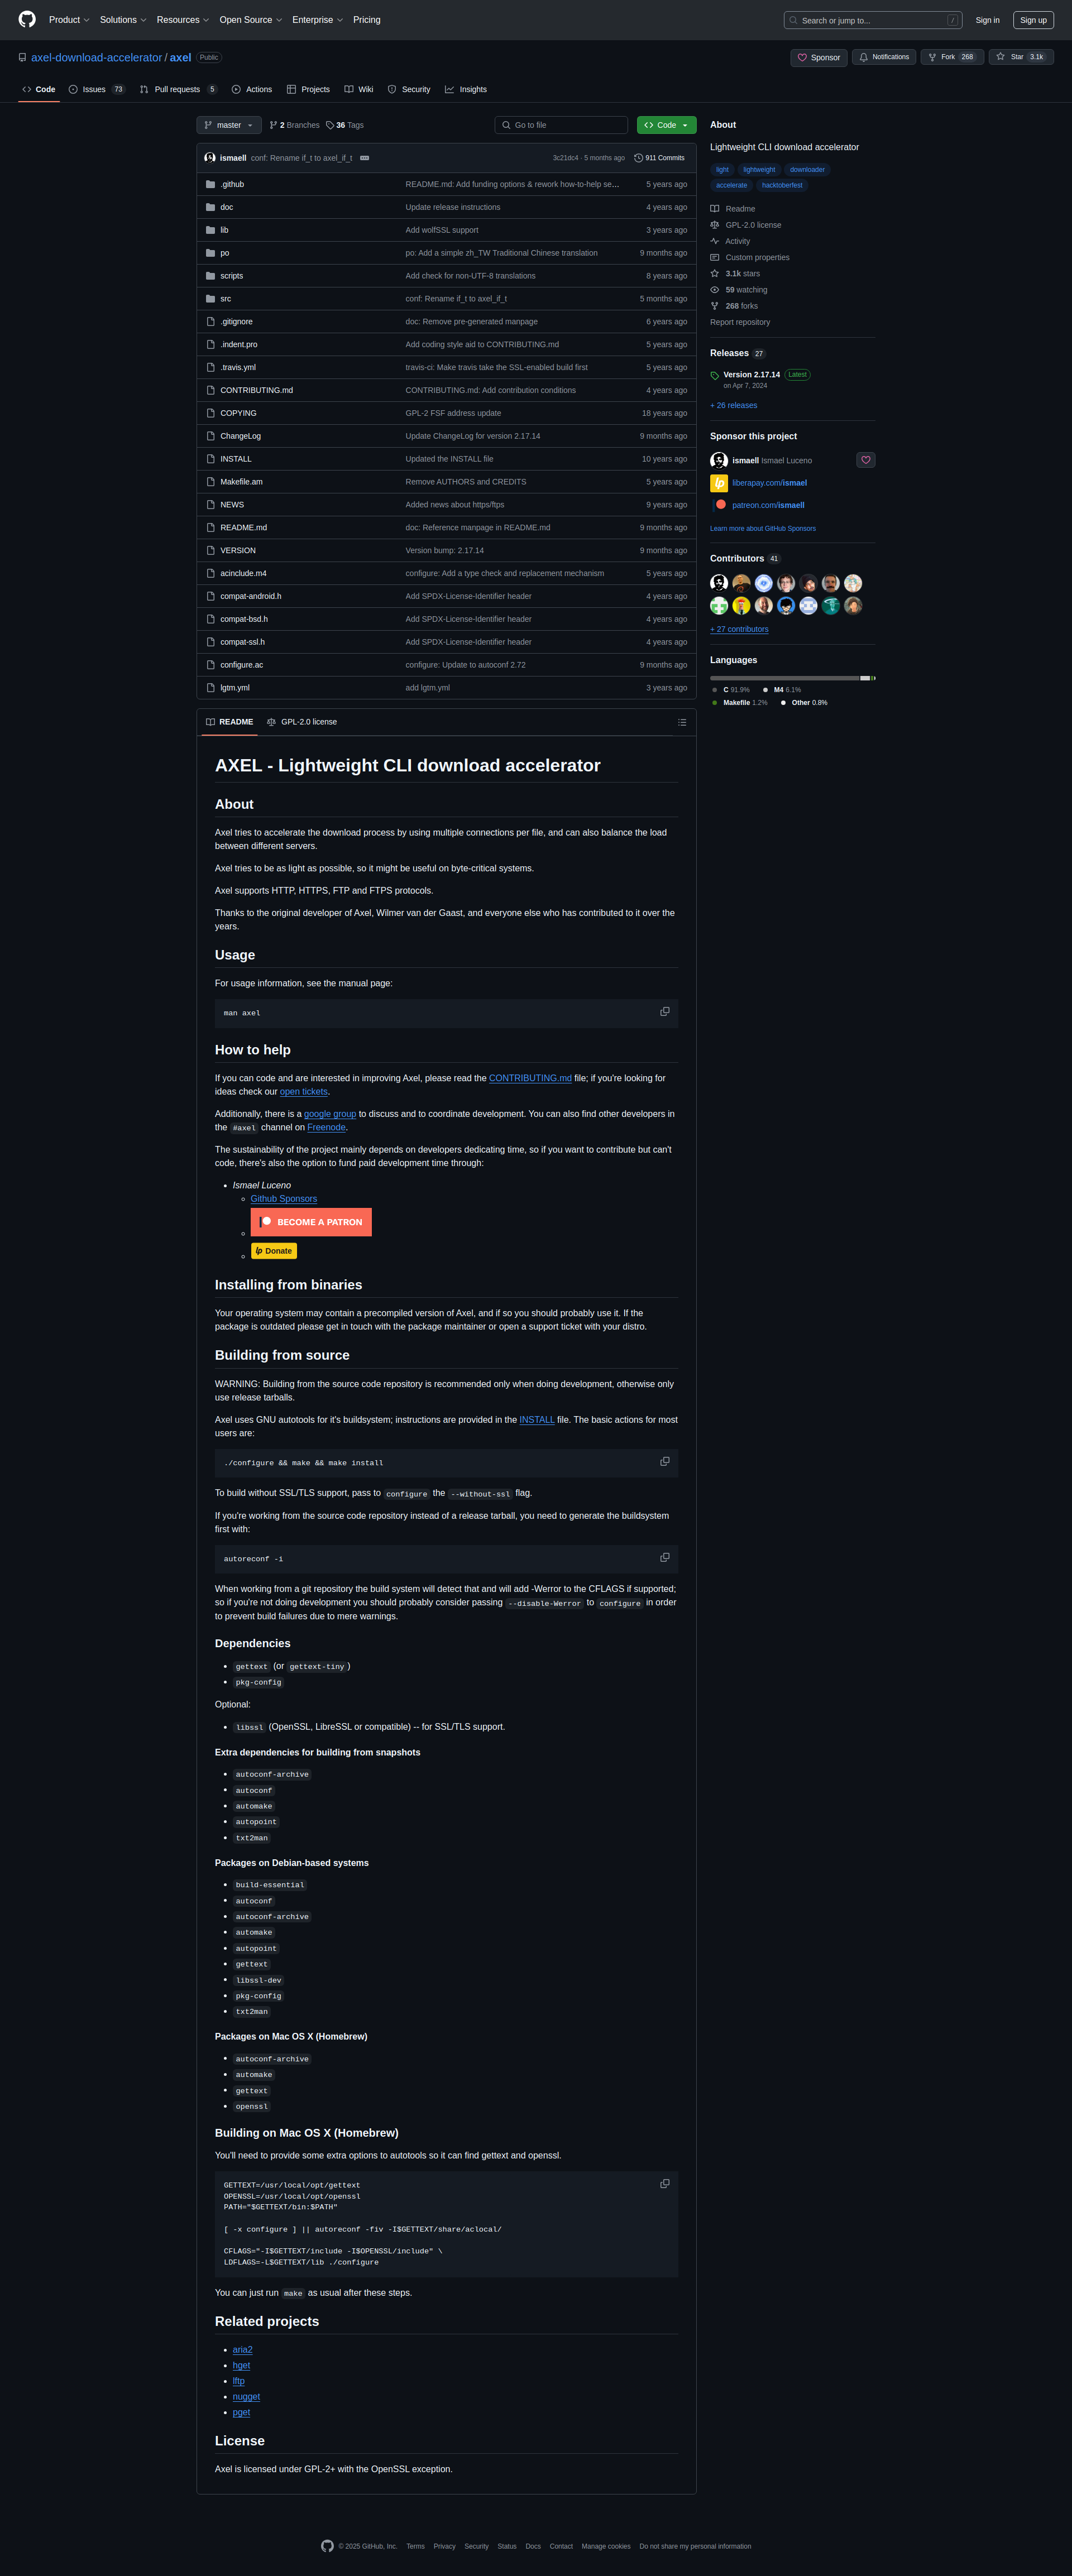 Product Solutions Resources Open Source Enterprise Pricing Search or jump to... / Sign in Sign up
axel-download-accelerator / axel Public Sponsor Notifications Fork 268 Star 3.1k
Code Issues 73 Pull requests 5 Actions Projects Wiki Security Insights
master 2 Branches 36 Tags Go to file Code
ismaell conf: Rename if_t to axel_if_t 3c21dc4 · 5 months ago 911 Commits
.github README.md: Add funding options & rework how-to-help se... 5 years ago
doc Update release instructions 4 years ago
lib Add wolfSSL support 3 years ago
po po: Add a simple zh_TW Traditional Chinese translation 9 months ago
scripts Add check for non-UTF-8 translations 8 years ago
src conf: Rename if_t to axel_if_t 5 months ago
.gitignore doc: Remove pre-generated manpage 6 years ago
.indent.pro Add coding style aid to CONTRIBUTING.md 5 years ago
.travis.yml travis-ci: Make travis test the SSL-enabled build first 5 years ago
CONTRIBUTING.md CONTRIBUTING.md: Add contribution conditions 4 years ago
COPYING GPL-2 FSF address update 18 years ago
ChangeLog Update ChangeLog for version 2.17.14 9 months ago
INSTALL Updated the INSTALL file 10 years ago
Makefile.am Remove AUTHORS and CREDITS 5 years ago
NEWS Added news about https/ftps 9 years ago
README.md doc: Reference manpage in README.md 9 months ago
VERSION Version bump: 2.17.14 9 months ago
acinclude.m4 configure: Add a type check and replacement mechanism 5 years ago
compat-android.h Add SPDX-License-Identifier header 4 years ago
compat-bsd.h Add SPDX-License-Identifier header 4 years ago
compat-ssl.h Add SPDX-License-Identifier header 4 years ago
configure.ac configure: Update to autoconf 2.72 9 months ago
lgtm.yml add lgtm.yml 3 years ago
About
Lightweight CLI download accelerator
light lightweight downloader
accelerate hacktoberfest
Readme
GPL-2.0 license
Activity
Custom properties
3.1k stars
59 watching
268 forks
Report repository
Releases 27
Version 2.17.14 Latest
on Apr 7, 2024
+ 26 releases
Sponsor this project
ismaell Ismael Luceno
liberapay.com/ismael
patreon.com/ismaell
Learn more about GitHub Sponsors
Contributors 41
+ 27 contributors
Languages
C 91.9% M4 6.1%
Makefile 1.2% Other 0.8%
README GPL-2.0 license
AXEL - Lightweight CLI download accelerator
About
Axel tries to accelerate the download process by using multiple connections per file, and can also balance the load
between different servers.
Axel tries to be as light as possible, so it might be useful on byte-critical systems.
Axel supports HTTP, HTTPS, FTP and FTPS protocols.
Thanks to the original developer of Axel, Wilmer van der Gaast, and everyone else who has contributed to it over the
years.
Usage
For usage information, see the manual page:
man axel
How to help
If you can code and are interested in improving Axel, please read the CONTRIBUTING.md file; if you're looking for
ideas check our open tickets.
Additionally, there is a google group to discuss and to coordinate development. You can also find other developers in
the #axel channel on Freenode.
The sustainability of the project mainly depends on developers dedicating time, so if you want to contribute but can't
code, there's also the option to fund paid development time through:
Ismael Luceno
Github Sponsors
BECOME A PATRON
lp Donate
Installing from binaries
Your operating system may contain a precompiled version of Axel, and if so you should probably use it. If the
package is outdated please get in touch with the package maintainer or open a support ticket with your distro.
Building from source
WARNING: Building from the source code repository is recommended only when doing development, otherwise only
use release tarballs.
Axel uses GNU autotools for it's buildsystem; instructions are provided in the INSTALL file. The basic actions for most
users are:
./configure && make && make install
To build without SSL/TLS support, pass to configure the --without-ssl flag.
If you're working from the source code repository instead of a release tarball, you need to generate the buildsystem
first with:
autoreconf -i
When working from a git repository the build system will detect that and will add -Werror to the CFLAGS if supported;
so if you're not doing development you should probably consider passing --disable-Werror to configure in order
to prevent build failures due to mere warnings.
Dependencies
gettext (or gettext-tiny)
pkg-config
Optional:
libssl (OpenSSL, LibreSSL or compatible) -- for SSL/TLS support.
Extra dependencies for building from snapshots
autoconf-archive
autoconf
automake
autopoint
txt2man
Packages on Debian-based systems
build-essential
autoconf
autoconf-archive
automake
autopoint
gettext
libssl-dev
pkg-config
txt2man
Packages on Mac OS X (Homebrew)
autoconf-archive
automake
gettext
openssl
Building on Mac OS X (Homebrew)
You'll need to provide some extra options to autotools so it can find gettext and openssl.
GETTEXT=/usr/local/opt/gettext
OPENSSL=/usr/local/opt/openssl
PATH="$GETTEXT/bin:$PATH"
[ -x configure ] || autoreconf -fiv -I$GETTEXT/share/aclocal/
CFLAGS="-I$GETTEXT/include -I$OPENSSL/include" \
LDFLAGS=-L$GETTEXT/lib ./configure
You can just run make as usual after these steps.
Related projects
aria2
hget
lftp
nugget
pget
License
Axel is licensed under GPL-2+ with the OpenSSL exception.
© 2025 GitHub, Inc. Terms Privacy Security Status Docs Contact Manage cookies Do not share my personal information